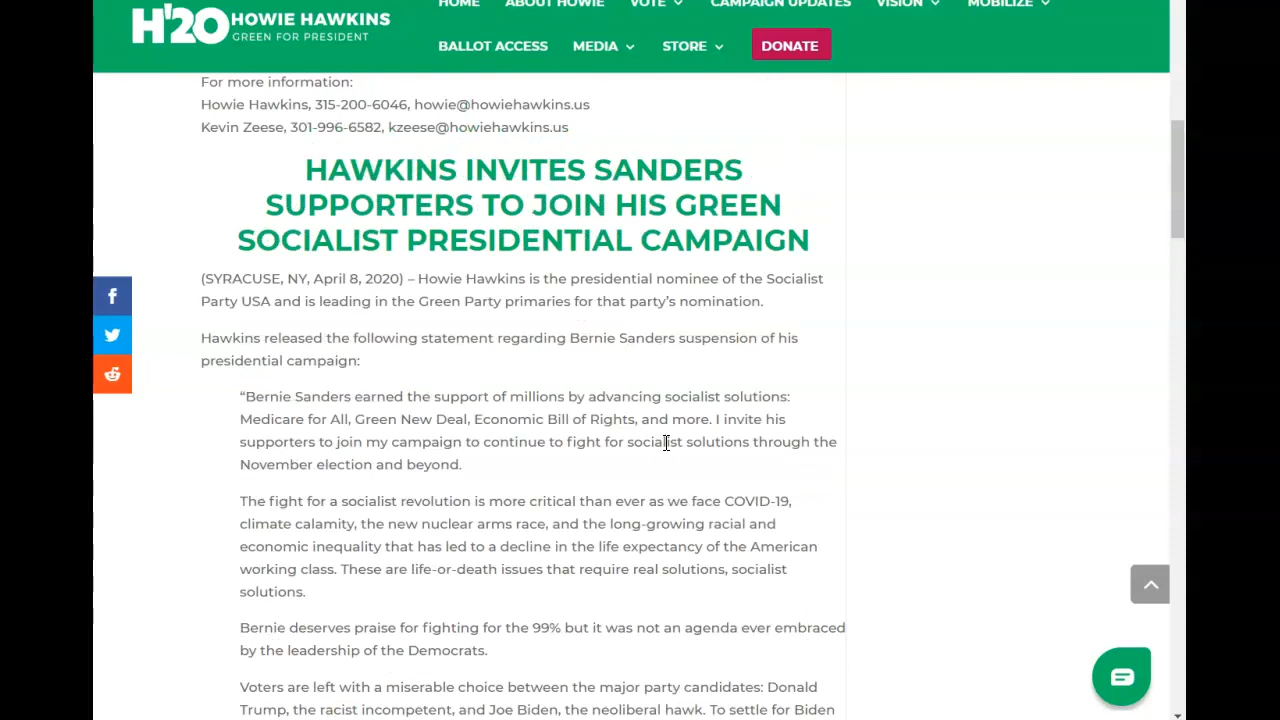 H'20 HOWIE HAWKINS
GREEN FOR PRESIDENT
HOME ABOUT HOWIE VOTE CAMPAIGN UPDATES VISION MOBILIZE
BALLOT ACCESS MEDIA STORE DONATE
For more information:
Howie Hawkins, 315-200-6046, howie@howiehawkins.us
Kevin Zeese, 301-996-6582, kzeese@howiehawkins.us
HAWKINS INVITES SANDERS
SUPPORTERS TO JOIN HIS GREEN
SOCIALIST PRESIDENTIAL CAMPAIGN
(SYRACUSE, NY, April 8, 2020) – Howie Hawkins is the presidential nominee of the Socialist
Party USA and is leading in the Green Party primaries for that party’s nomination.
Hawkins released the following statement regarding Bernie Sanders suspension of his
presidential campaign:
“Bernie Sanders earned the support of millions by advancing socialist solutions:
Medicare for All, Green New Deal, Economic Bill of Rights, and more. I invite his
supporters to join my campaign to continue to fight for socialist solutions through the
November election and beyond.
The fight for a socialist revolution is more critical than ever as we face COVID-19,
climate calamity, the new nuclear arms race, and the long-growing racial and
economic inequality that has led to a decline in the life expectancy of the American
working class. These are life-or-death issues that require real solutions, socialist
solutions.
Bernie deserves praise for fighting for the 99% but it was not an agenda ever embraced
by the leadership of the Democrats.
Voters are left with a miserable choice between the major party candidates: Donald
Trump, the racist incompetent, and Joe Biden, the neoliberal hawk. To settle for Biden